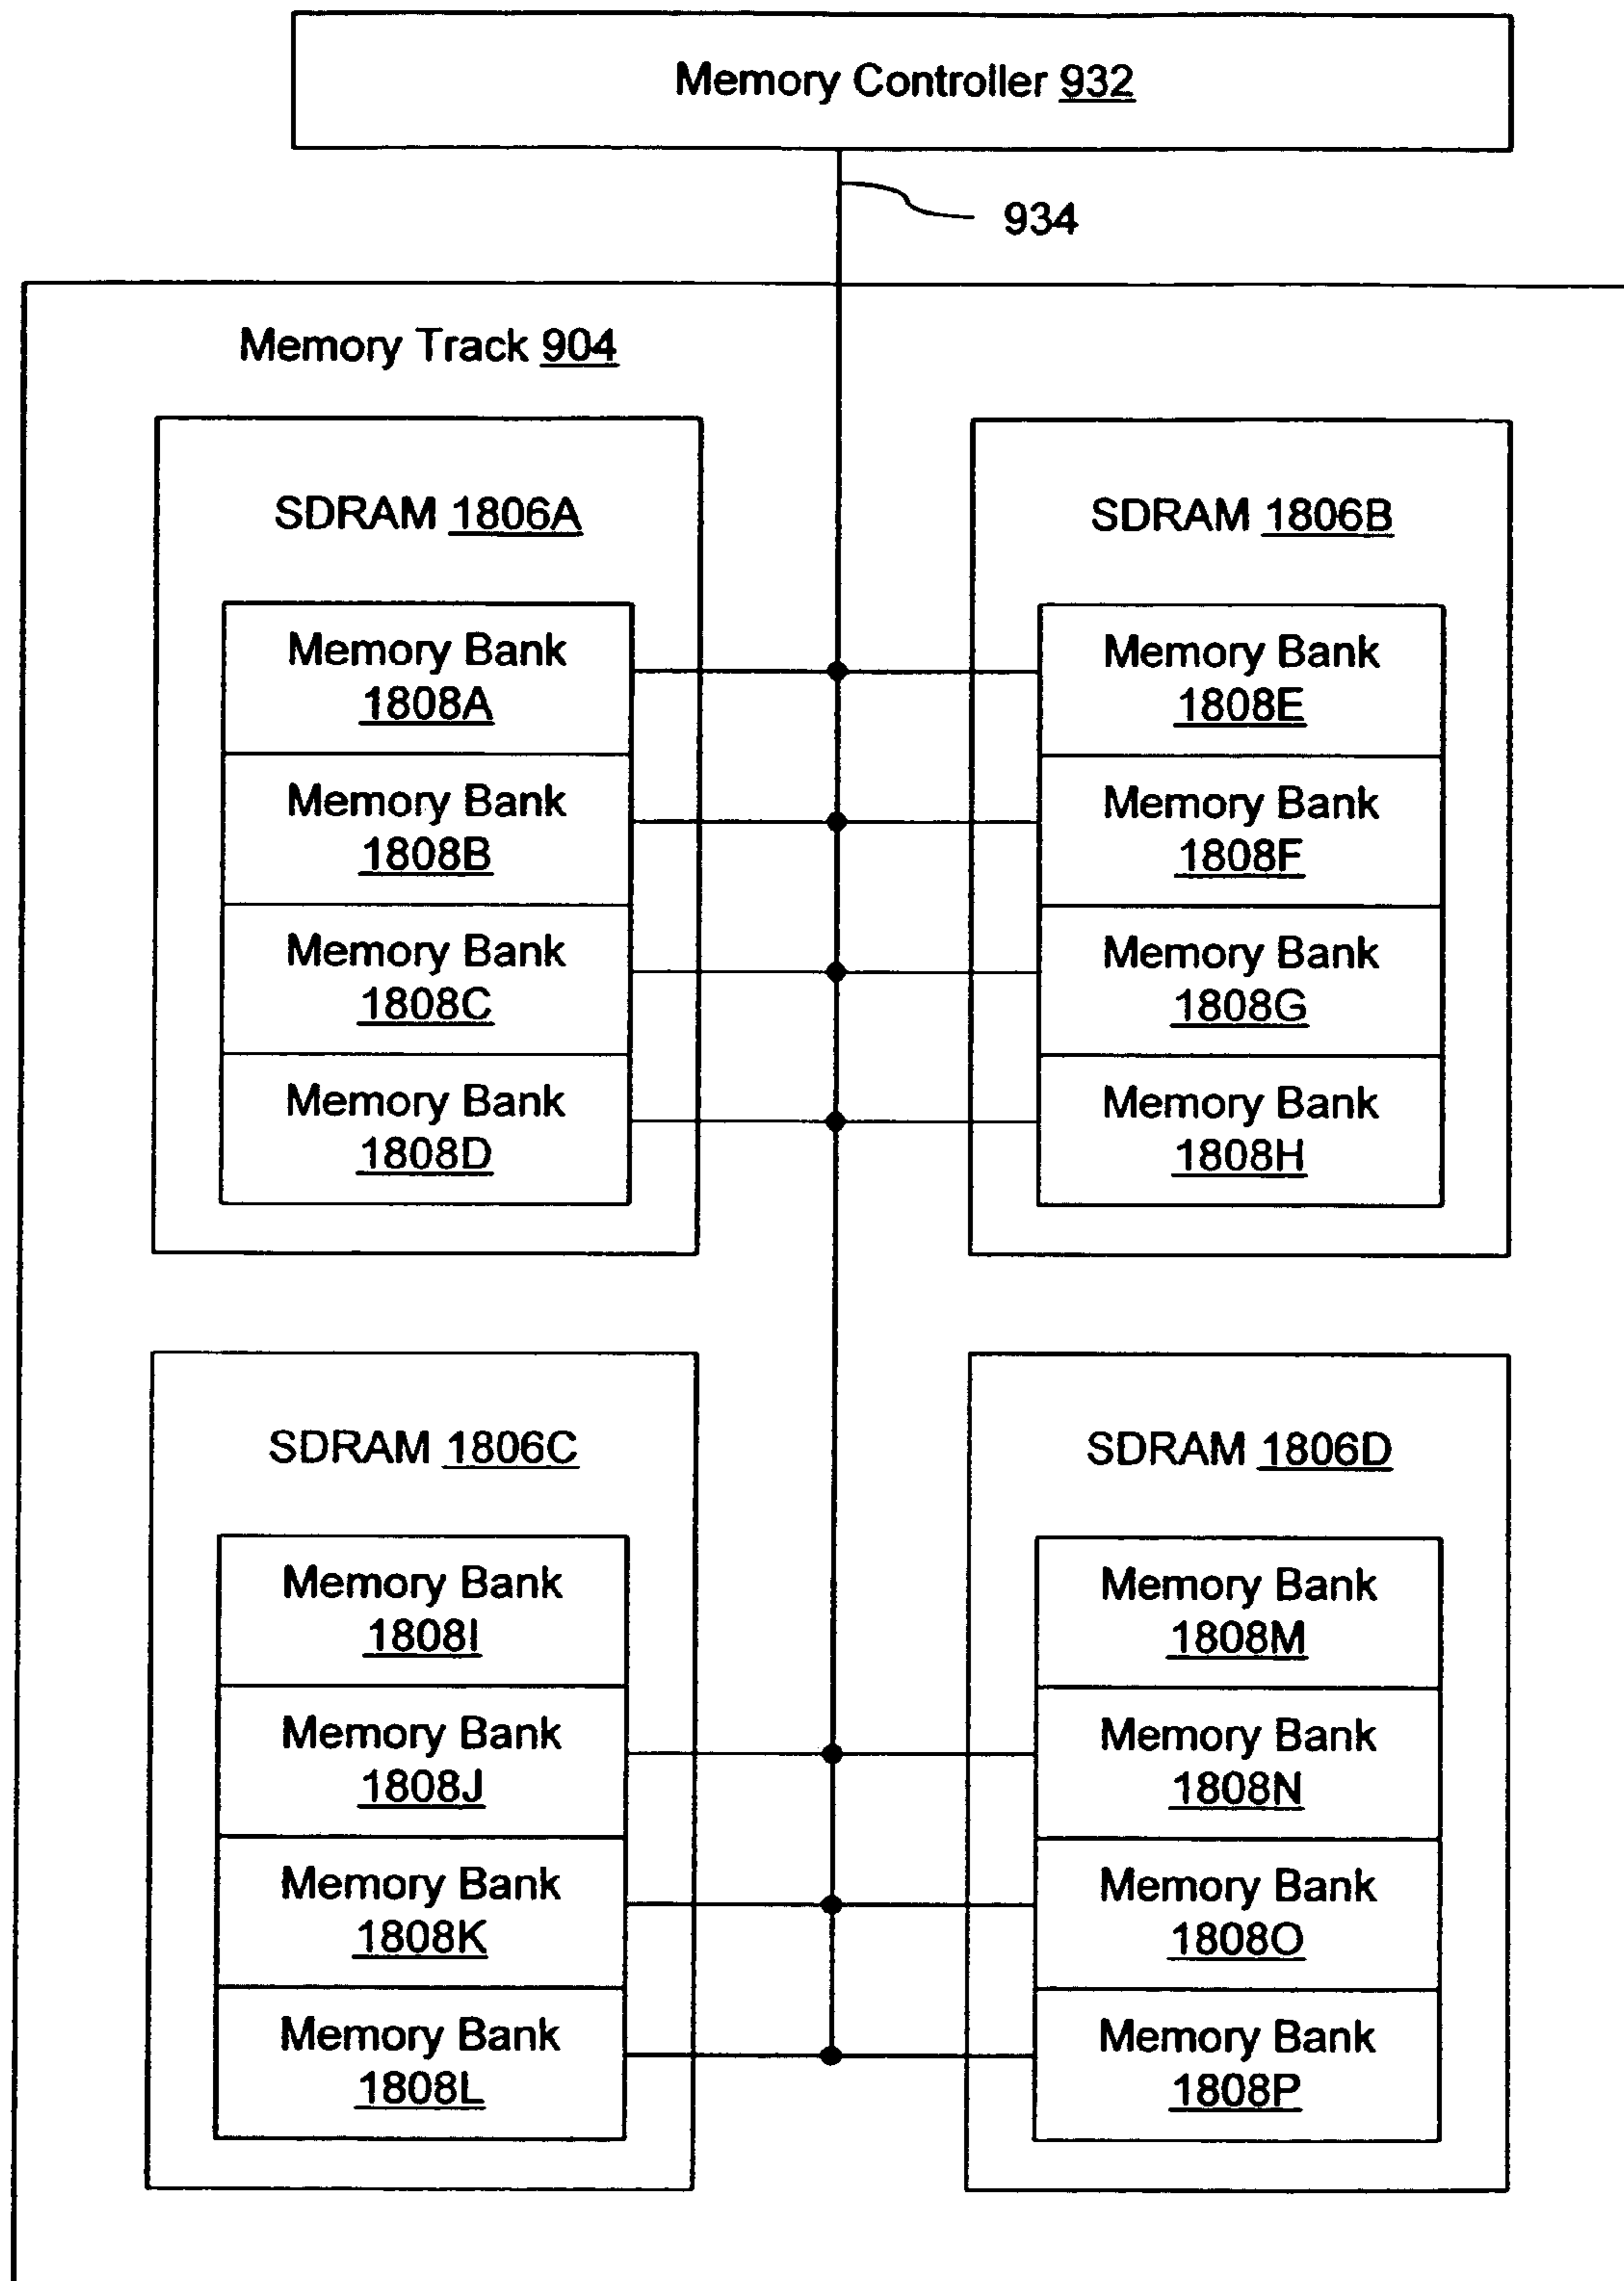 Memory Controller 932
934
Memory Track 904
SDRAM 1806A
Memory Bank
1808A
Memory Bank
1808B
Memory Bank
1808C
Memory Bank
1808D
SDRAM 1806B
Memory Bank
1808E
Memory Bank
1808F
Memory Bank
1808G
Memory Bank
1808H
SDRAM 1806C
Memory Bank
1808I
Memory Bank
1808J
Memory Bank
1808K
Memory Bank
1808L
SDRAM 1806D
Memory Bank
1808M
Memory Bank
1808N
Memory Bank
1808O
Memory Bank
1808P